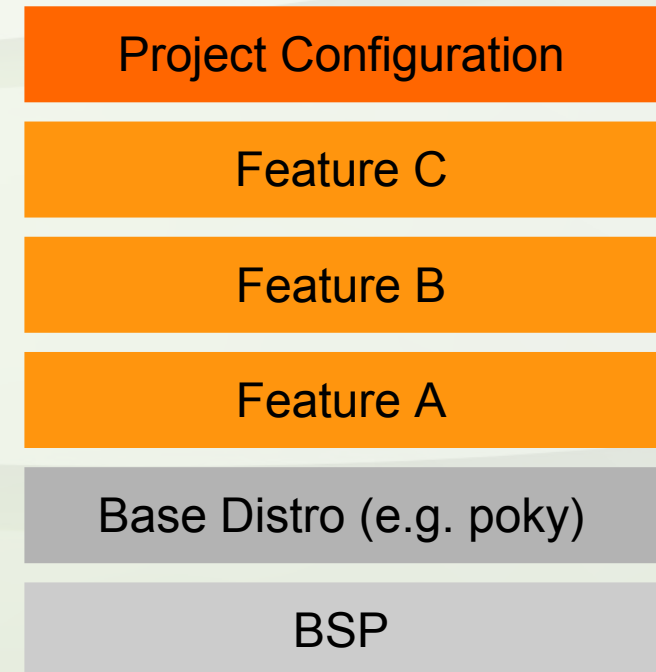 Project Configuration
Feature C
Feature B
Feature A
Base Distro (e.g. poky)
BSP